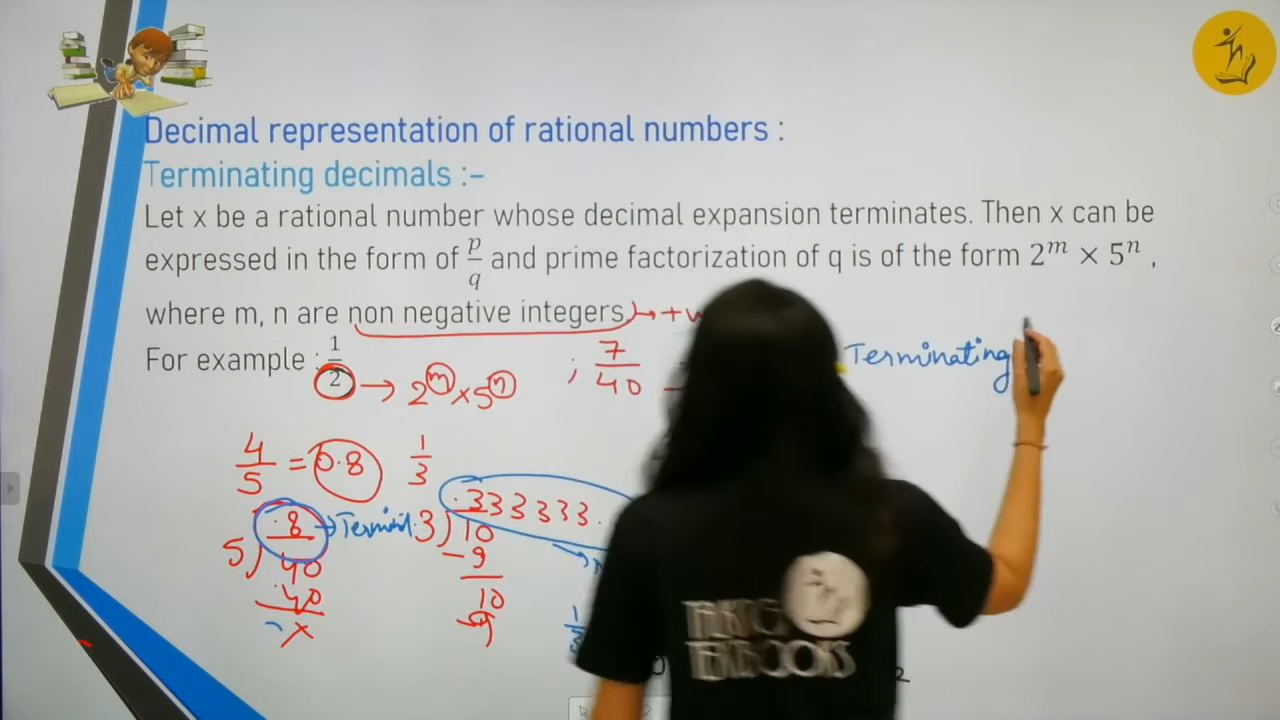 Decimal representation of rational numbers :
Terminating decimals :-
Let x be a rational number whose decimal expansion terminates. Then x can be
expressed in the form of p/q and prime factorization of q is of the form 2^m × 5^n ,
where m, n are non negative integers → +
For example : 1/2 → 2^m × 5^n ; 7/40 Terminating
4/5 = 0.8 1/3
.8 → Termin. .333333.
5) 40 3) 10
40 - 9
x 10
9